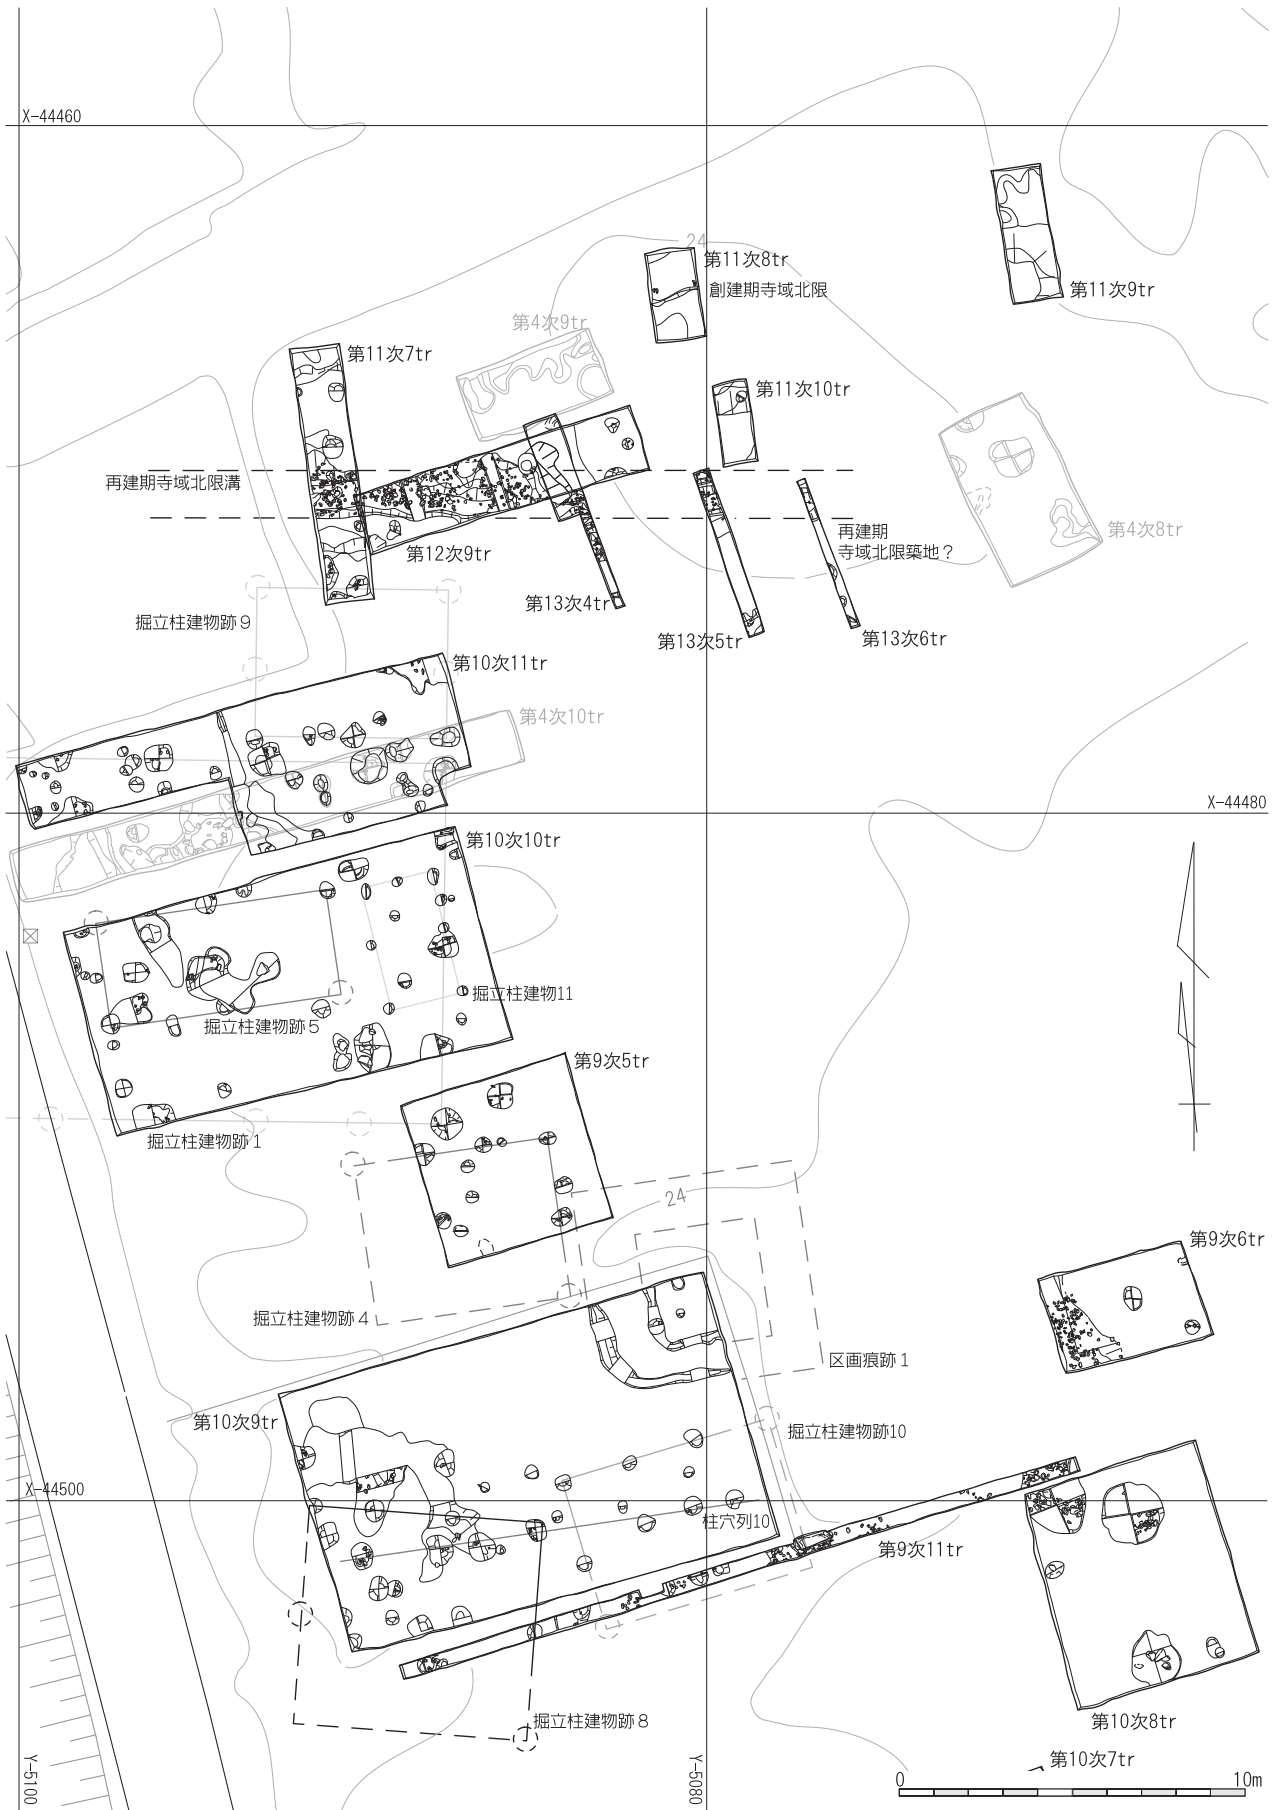 X-44460
24
第11次8tr
創建期寺域北限
第11次9tr
第4次9tr
第11次7tr
第11次10tr
再建期寺域北限溝
第4次8tr
再建期
寺域北限築地？
第12次9tr
第13次4tr
掘立柱建物跡９
第13次5tr
第13次6tr
第10次11tr
第4次10tr
X-44480
第10次10tr
掘立柱建物11
掘立柱建物跡５
第9次5tr
掘立柱建物跡１
24
第9次6tr
掘立柱建物跡４
区画痕跡１
第10次9tr
掘立柱建物跡10
X-44500
柱穴列10
第9次11tr
掘立柱建物跡８
第10次8tr
第10次7tr
Y-5100
Y-5080
0
10m